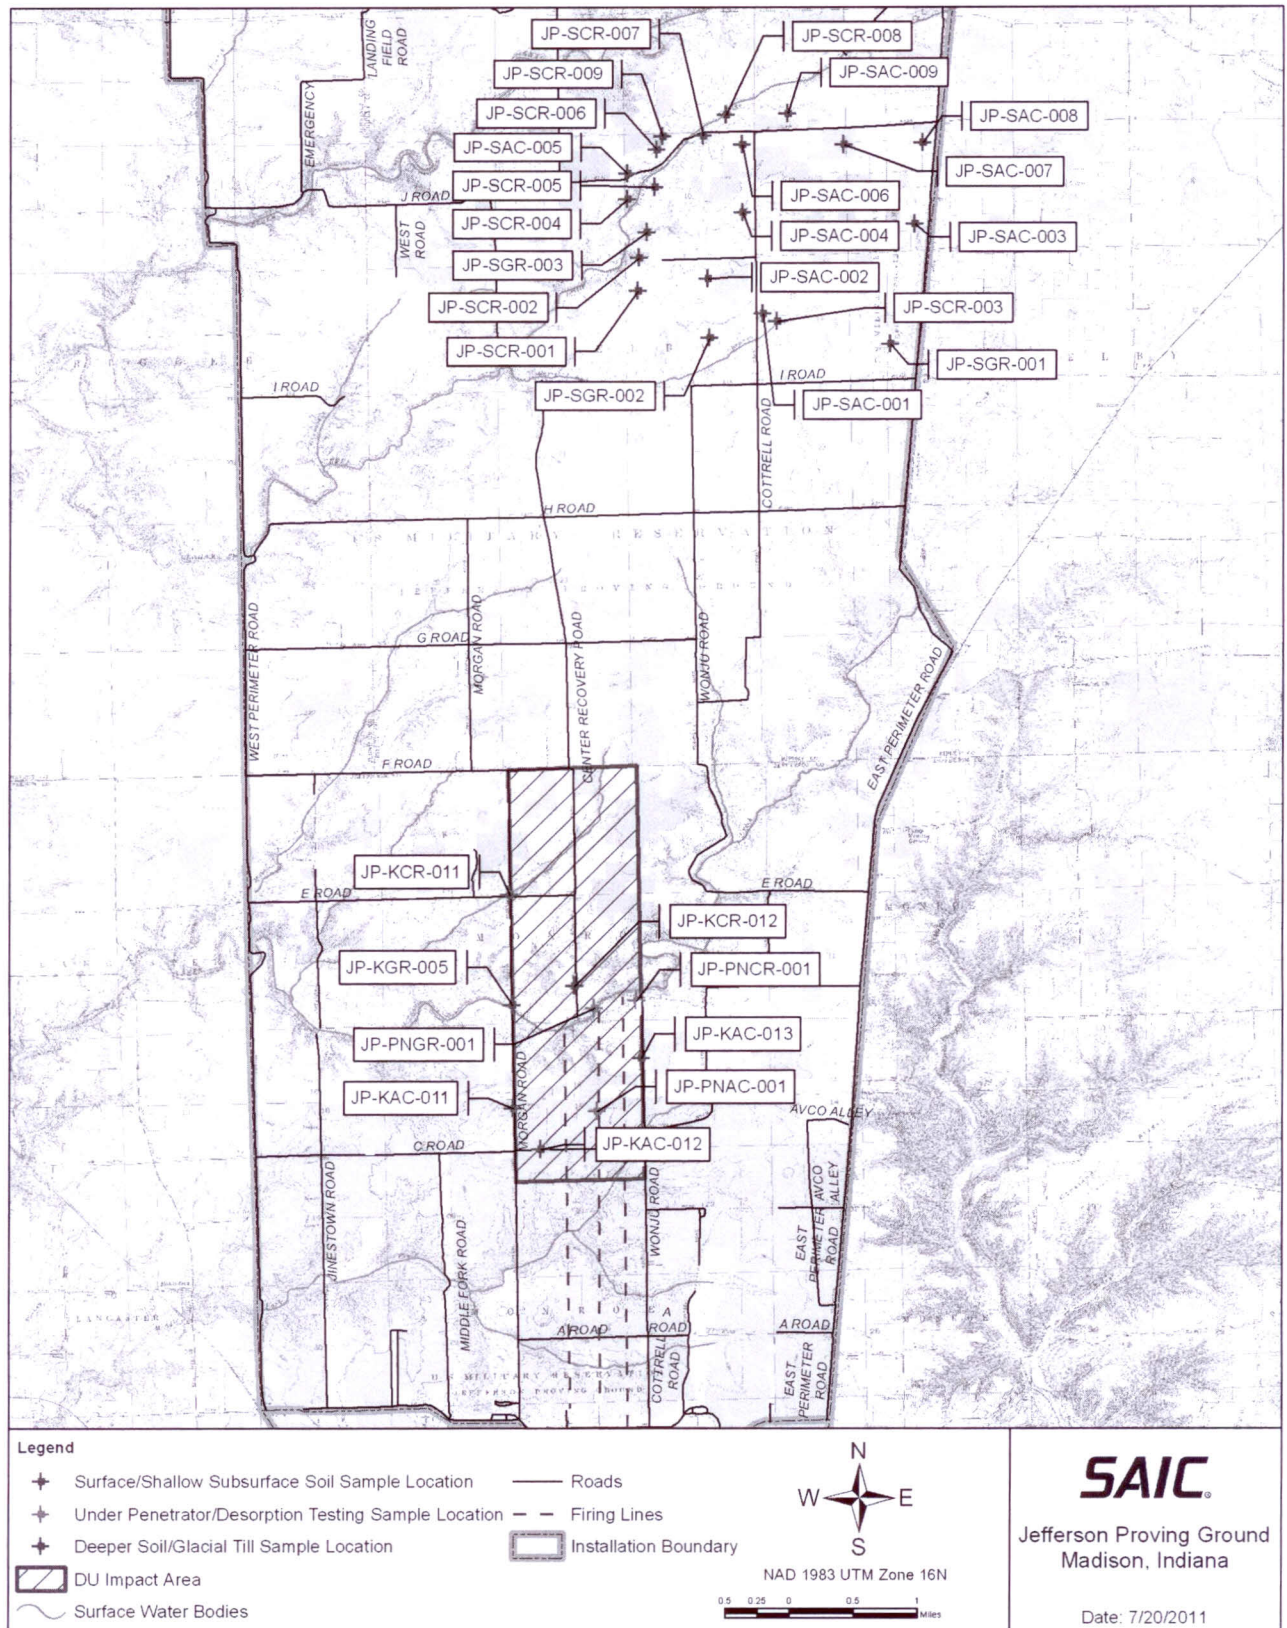 LANDING
FIELD
ROAD
EMERGENCY
JP-SCR-007
JP-SCR-008
JP-SCR-009
JP-SAC-009
JP-SCR-006
JP-SAC-008
JP-SAC-005
JP-SAC-007
JP-SCR-005
JP-SAC-006
J ROAD
WEST
ROAD
JP-SCR-004
JP-SAC-004
JP-SAC-003
JP-SGR-003
JP-SAC-002
JP-SCR-002
JP-SCR-003
JP-SCR-001
JP-SGR-001
I ROAD
I ROAD
JP-SGR-002
JP-SAC-001
COTTRELL ROAD
H ROAD
U S MILITARY RESERVATION
WEST PERIMETER ROAD
G ROAD
MORGAN ROAD
CENTER RECOVERY ROAD
WONJU ROAD
EAST PERIMETER ROAD
F ROAD
JP-KCR-011
E ROAD
E ROAD
JP-KCR-012
JP-KGR-005
JP-PNCR-001
JP-PNGR-001
JP-KAC-013
JP-KAC-011
JP-PNAC-001
MORGAN ROAD
AVCO ALLEY
C ROAD
JP-KAC-012
JINESTOWN ROAD
MIDDLE FORK ROAD
WONJU ROAD
AVCO
ALLEY
EAST
PERIMETER
ROAD
LANCASTER
MONROE
A ROAD
A
ROAD
A ROAD
U S MILITARY RESERVATION
JEFFERSON PROVING GROUND
COTTRELL
ROAD
EAST
PERIMETER
ROAD
Legend
Surface/Shallow Subsurface Soil Sample Location
Under Penetrator/Desorption Testing Sample Location
Deeper Soil/Glacial Till Sample Location
DU Impact Area
Surface Water Bodies
Roads
Firing Lines
Installation Boundary
N
W E
S
NAD 1983 UTM Zone 16N
0.5 0.25 0 0.5 1
Miles
SAIC®
Jefferson Proving Ground
Madison, Indiana
Date: 7/20/2011